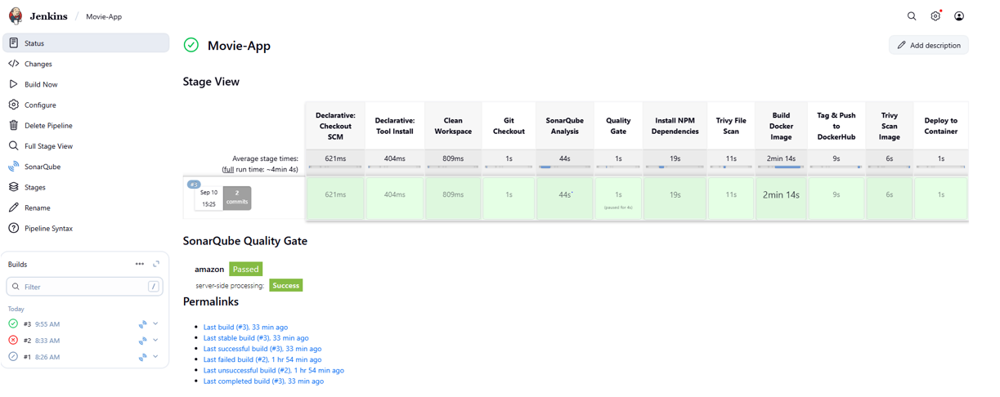 Jenkins / Movie-App
Status
Changes
Build Now
Configure
Delete Pipeline
Full Stage View
SonarQube
Stages
Rename
Pipeline Syntax
Builds
Filter /
Today
#3 9:55 AM
#2 8:33 AM
#1 8:26 AM
Movie-App
Add description
Stage View
Declarative: Checkout SCM
Declarative: Tool Install
Clean Workspace
Git Checkout
SonarQube Analysis
Quality Gate
Install NPM Dependencies
Trivy File Scan
Build Docker Image
Tag & Push to DockerHub
Trivy Scan Image
Deploy to Container
Average stage times:
(full run time: ~4min 4s)
621ms 404ms 809ms 1s 44s 1s 19s 11s 2min 14s 9s 6s 1s
Sep 10
15:25
2
commits
621ms 404ms 809ms 1s 44s 1s 19s 11s 2min 14s 9s 6s 1s
(paused for 4s)
SonarQube Quality Gate
amazon Passed
server-side processing: Success
Permalinks
Last build (#3), 33 min ago
Last stable build (#3), 33 min ago
Last successful build (#3), 33 min ago
Last failed build (#2), 1 hr 54 min ago
Last unsuccessful build (#2), 1 hr 54 min ago
Last completed build (#3), 33 min ago